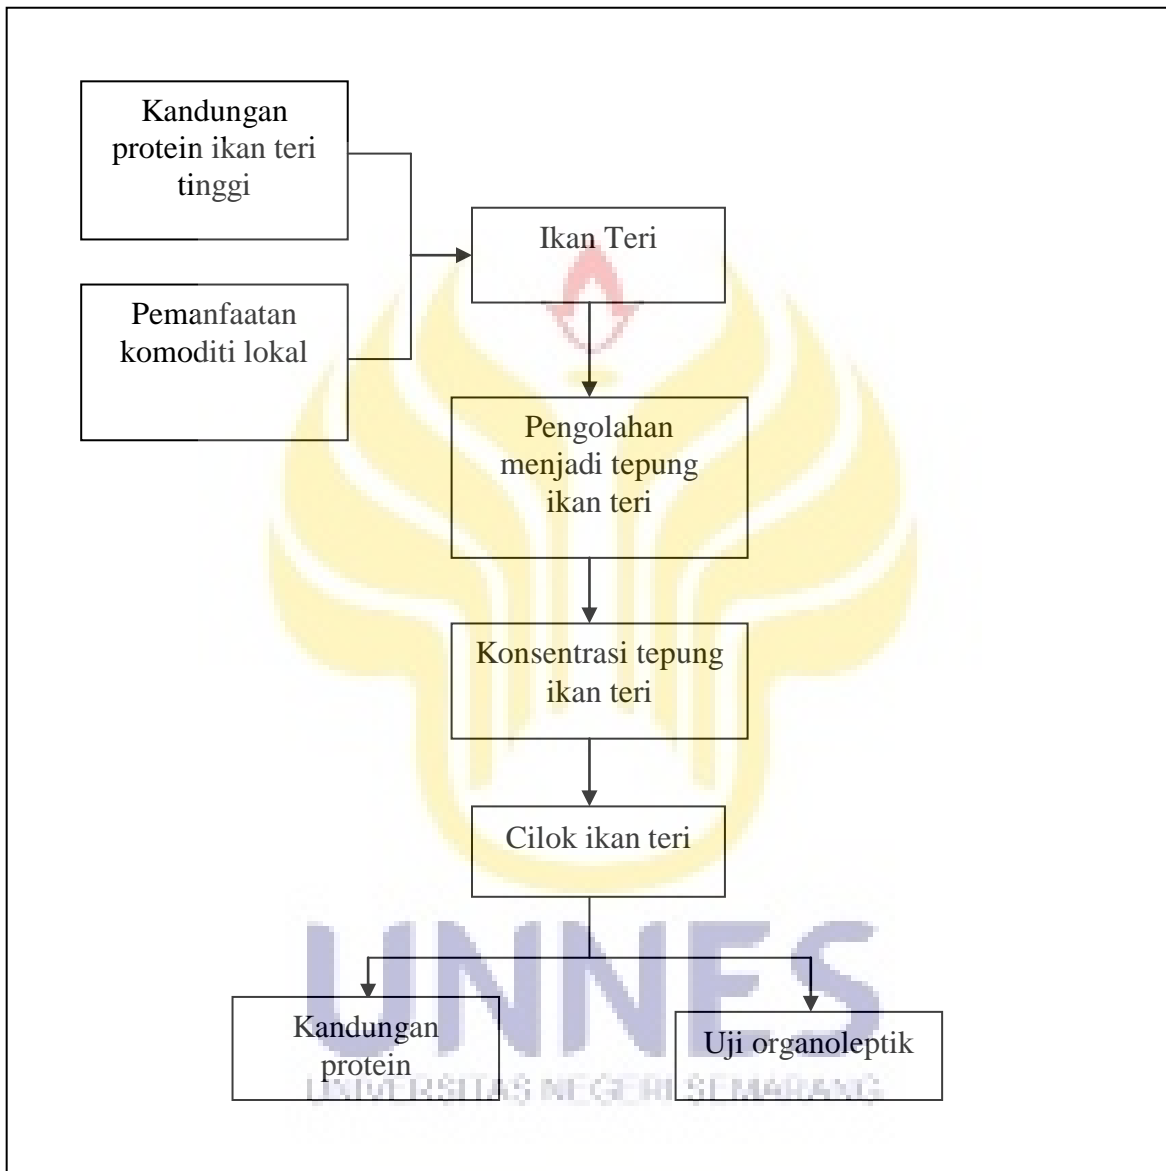 Kandungan
protein ikan teri
tinggi
Ikan Teri
Pemanfaatan
komoditi lokal
Pengolahan
menjadi tepung
ikan teri
Konsentrasi tepung
ikan teri
Cilok ikan teri
UNNES
Kandungan
protein
Uji organoleptik
UNIVERSITAS NEGERI SEMARANG